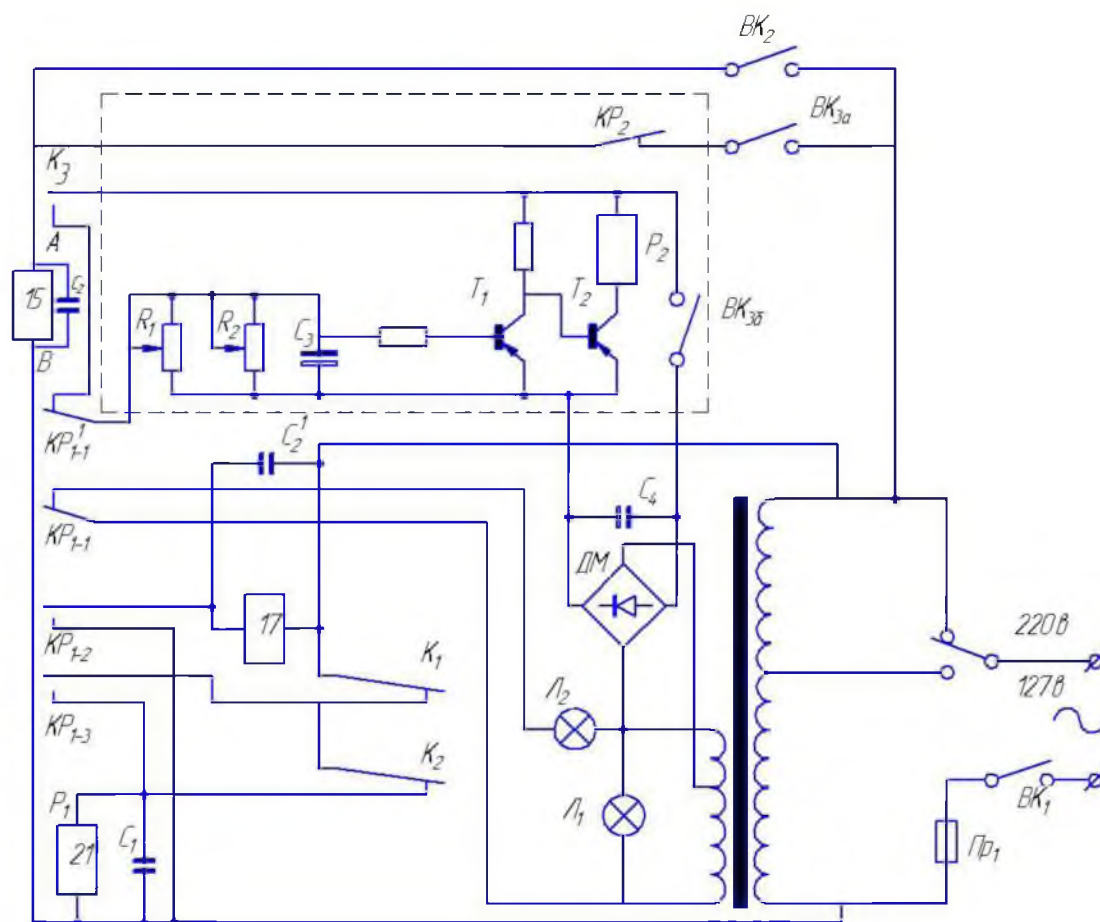 ВК₂
КР₂
ВК₃а
К₃
А
15
С₂
В
R₁
R₂
С₃
Т₁
Т₂
Р₂
ВК₃б
КР¹₁₋₁
С₂¹
КР₁₋₁
С₄
ДМ
17
КР₁₋₂
К₁
220в
127в
Л₂
КР₁₋₃
К₂
Р₁
21
С₁
Л₁
ВК₁
Пр₁